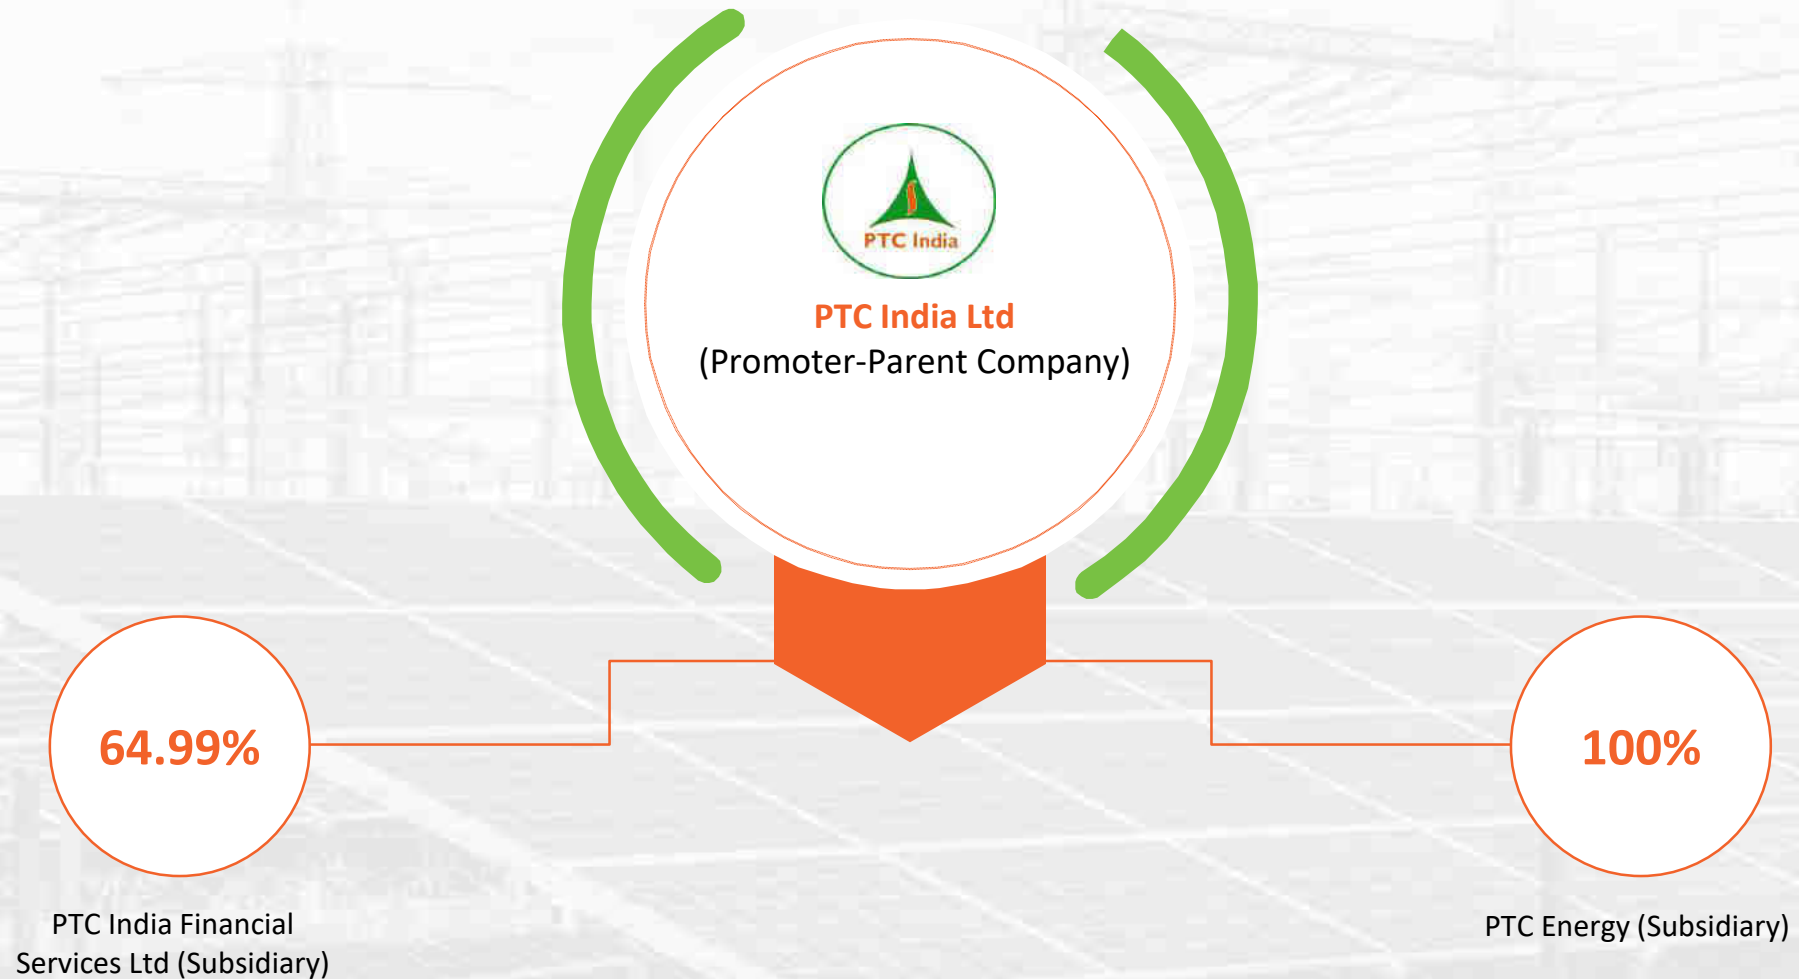 PTC India
PTC India Ltd
(Promoter-Parent Company)
64.99%
100%
PTC India Financial
Services Ltd (Subsidiary)
PTC Energy (Subsidiary)